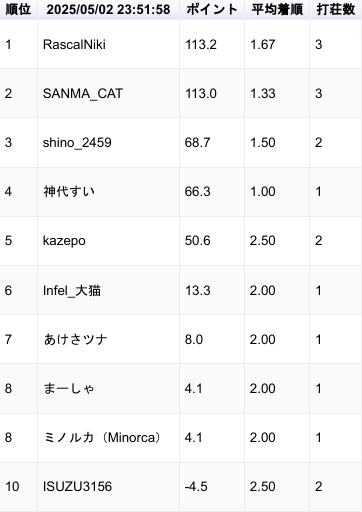 順位 2025/05/02 23:51:58 ポイント 平均着順 打荘数
1 RascalNiki 113.2 1.67 3
2 SANMA_CAT 113.0 1.33 3
3 shino_2459 68.7 1.50 2
4 神代すい 66.3 1.00 1
5 kazepo 50.6 2.50 2
6 Infel_大猫 13.3 2.00 1
7 あけさツナ 8.0 2.00 1
8 まーしゃ 4.1 2.00 1
8 ミノルカ（Minorca） 4.1 2.00 1
10 ISUZU3156 -4.5 2.50 2